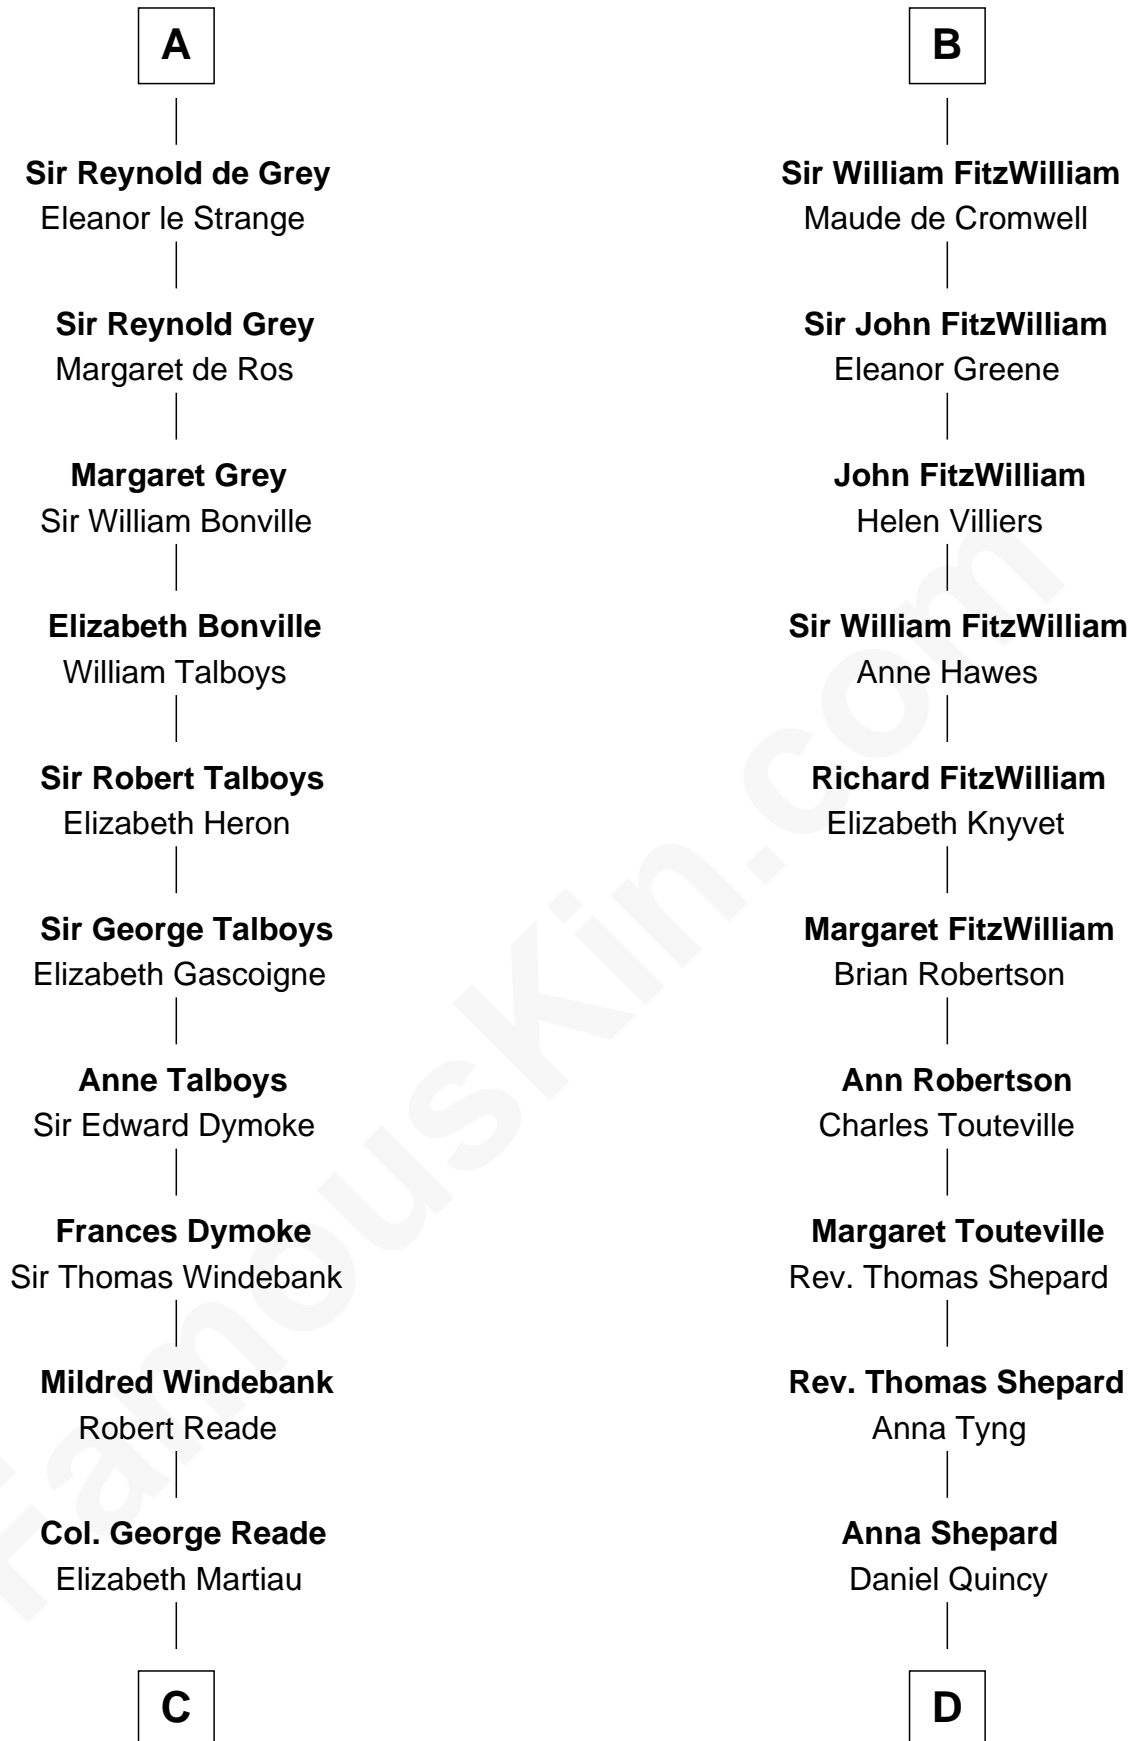 A
Sir Reynold de Grey
Eleanor le Strange
Sir Reynold Grey
Margaret de Ros
Margaret Grey
Sir William Bonville
Elizabeth Bonville
William Talboys
Sir Robert Talboys
Elizabeth Heron
Sir George Talboys
Elizabeth Gascoigne
Anne Talboys
Sir Edward Dymoke
Frances Dymoke
Sir Thomas Windebank
Mildred Windebank
Robert Reade
Col. George Reade
Elizabeth Martiau
C
B
Sir William FitzWilliam
Maude de Cromwell
Sir John FitzWilliam
Eleanor Greene
John FitzWilliam
Helen Villiers
Sir William FitzWilliam
Anne Hawes
Richard FitzWilliam
Elizabeth Knyvet
Margaret FitzWilliam
Brian Robertson
Ann Robertson
Charles Touteville
Margaret Touteville
Rev. Thomas Shepard
Rev. Thomas Shepard
Anna Tyng
Anna Shepard
Daniel Quincy
D
FamousKin.com